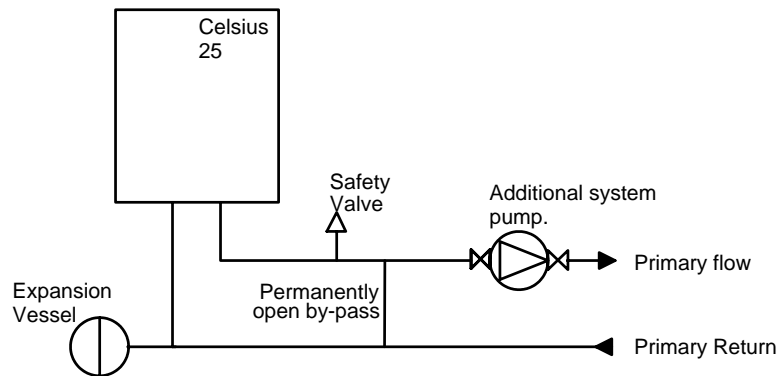 Celsius
25
Safety
Valve
Additional system
pump.
Primary flow
Permanently
open by-pass
Expansion
Vessel
Primary Return